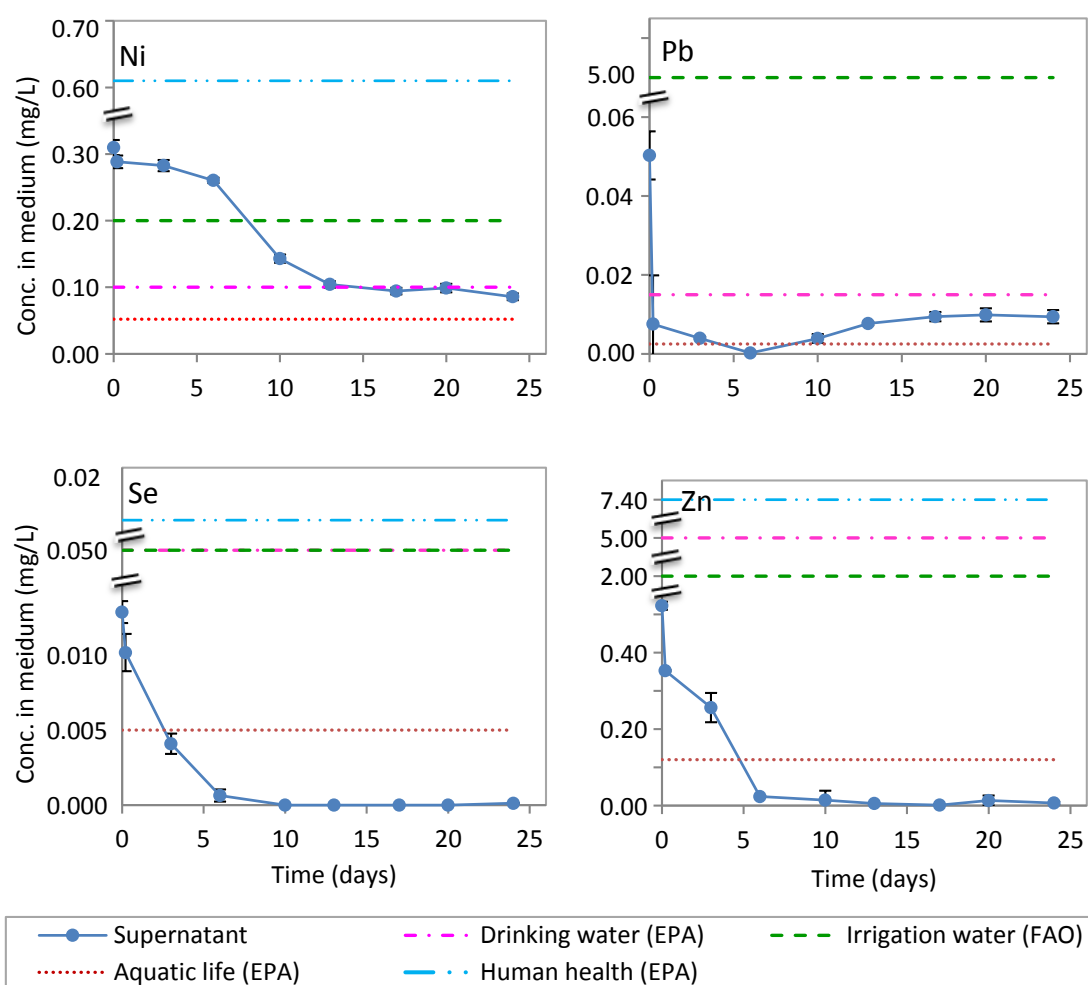 Ni
Conc. in medium (mg/L)
0.70
0.60
0.30
0.20
0.10
0.00
0 5 10 15 20 25
Pb
5.00
0.06
0.04
0.02
0.00
0 5 10 15 20 25
Se
Conc. in meidum (mg/L)
0.02
0.050
0.010
0.005
0.000
0 5 10 15 20 25
Time (days)
Zn
7.40
5.00
2.00
0.40
0.20
0.00
0 5 10 15 20 25
Time (days)
Supernatant
Drinking water (EPA)
Irrigation water (FAO)
Aquatic life (EPA)
Human health (EPA)